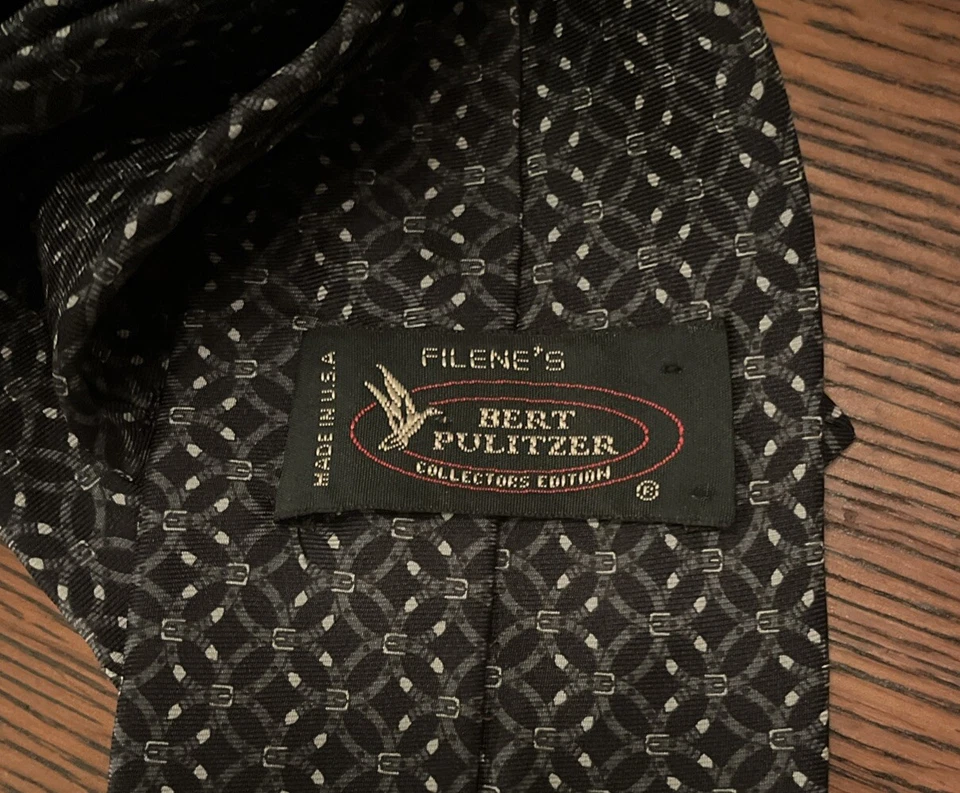 FILENE'S
MADE IN U.S.A
BERT
PULITZER
COLLECTORS EDITION
®